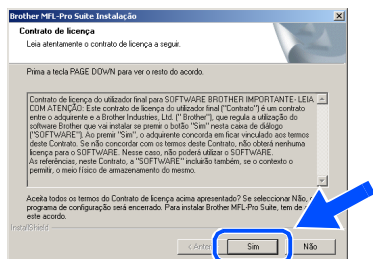 Brother MFL-Pro Suite Instalação
Contrato de licença
Leia atentamente o contrato de licença a seguir.
Prima a tecla PAGE DOWN para ver o resto do acordo.
Contrato de licença do utilizador final para SOFTWARE BROTHER IMPORTANTE- LEIA
COM ATENÇÃO: Este contrato de licença do utilizador final ("Contrato") é um contrato
entre o adquirente e a Brother Industries, Ltd. (" Brother"), que regula a utilização do
software Brother que vai instalar se premir o botão "Sim" nesta caixa de diálogo
("SOFTWARE"). Ao premir "Sim", o adquirente concorda em ficar vinculado aos termos
deste Contrato. Se não concordar com os termos deste Contrato, não obterá nenhuma
licença para o SOFTWARE. Nesse caso, não poderá utilizar o SOFTWARE.
As referências, neste Contrato, a "SOFTWARE" incluirão também, se o contexto o
permitir, o meio físico de armazenamento do mesmo.
Aceita todos os termos do Contrato de licença acima apresentado? Se seleccionar Não, o
programa de configuração será encerrado. Para instalar Brother MFL-Pro Suite, tem de
este acordo.
InstallShield
< Anter
Sim
Não